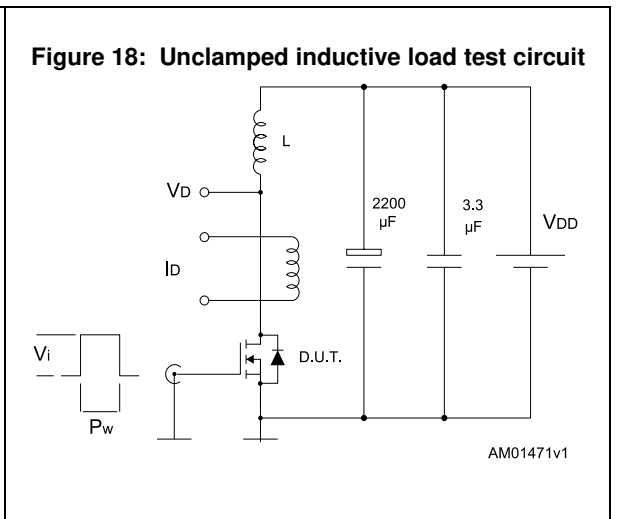 Figure 18: Unclamped inductive load test circuit
L
VD
2200
µF
3.3
µF
VDD
ID
Vi
D.U.T.
Pw
AM01471v1